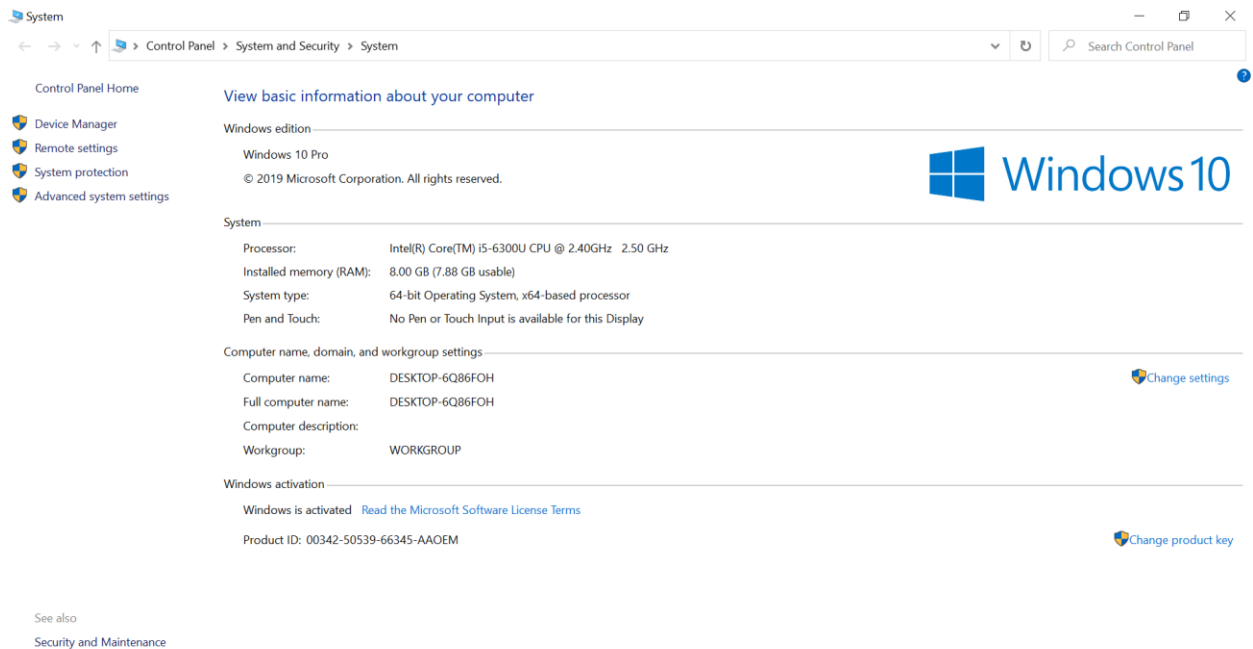 System
Control Panel > System and Security > System
Search Control Panel
?
Control Panel Home
Device Manager
Remote settings
System protection
Advanced system settings
View basic information about your computer
Windows edition
Windows 10 Pro
© 2019 Microsoft Corporation. All rights reserved.
Windows 10
System
Processor: Intel(R) Core(TM) i5-6300U CPU @ 2.40GHz 2.50 GHz
Installed memory (RAM): 8.00 GB (7.88 GB usable)
System type: 64-bit Operating System, x64-based processor
Pen and Touch: No Pen or Touch Input is available for this Display
Computer name, domain, and workgroup settings
Computer name: DESKTOP-6Q86FOH
Change settings
Full computer name: DESKTOP-6Q86FOH
Computer description:
Workgroup: WORKGROUP
Windows activation
Windows is activated Read the Microsoft Software License Terms
Product ID: 00342-50539-66345-AAOEM
Change product key
See also
Security and Maintenance